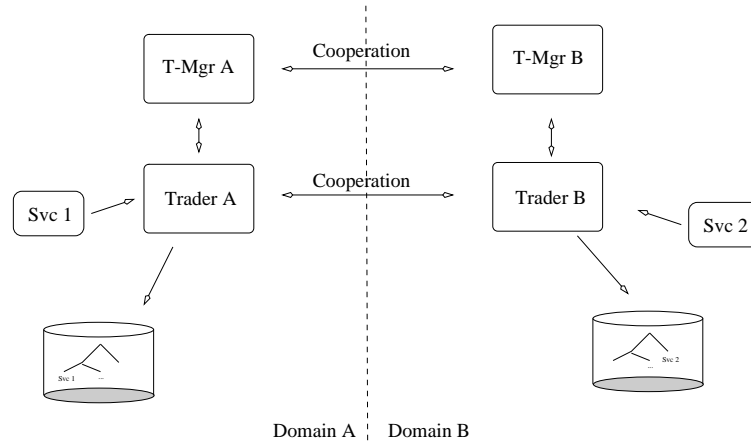 Cooperation
T-Mgr A
T-Mgr B
Cooperation
Svc 1
Trader A
Trader B
Svc 2
Svc 1
...
Svc 2
...
Domain A
Domain B